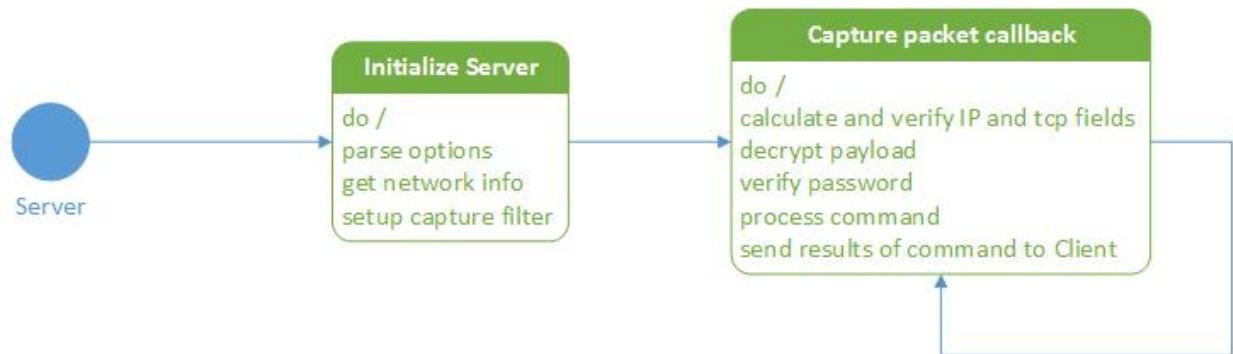 Server
Initialize Server
do /
parse options
get network info
setup capture filter
Capture packet callback
do /
calculate and verify IP and tcp fields
decrypt payload
verify password
process command
send results of command to Client